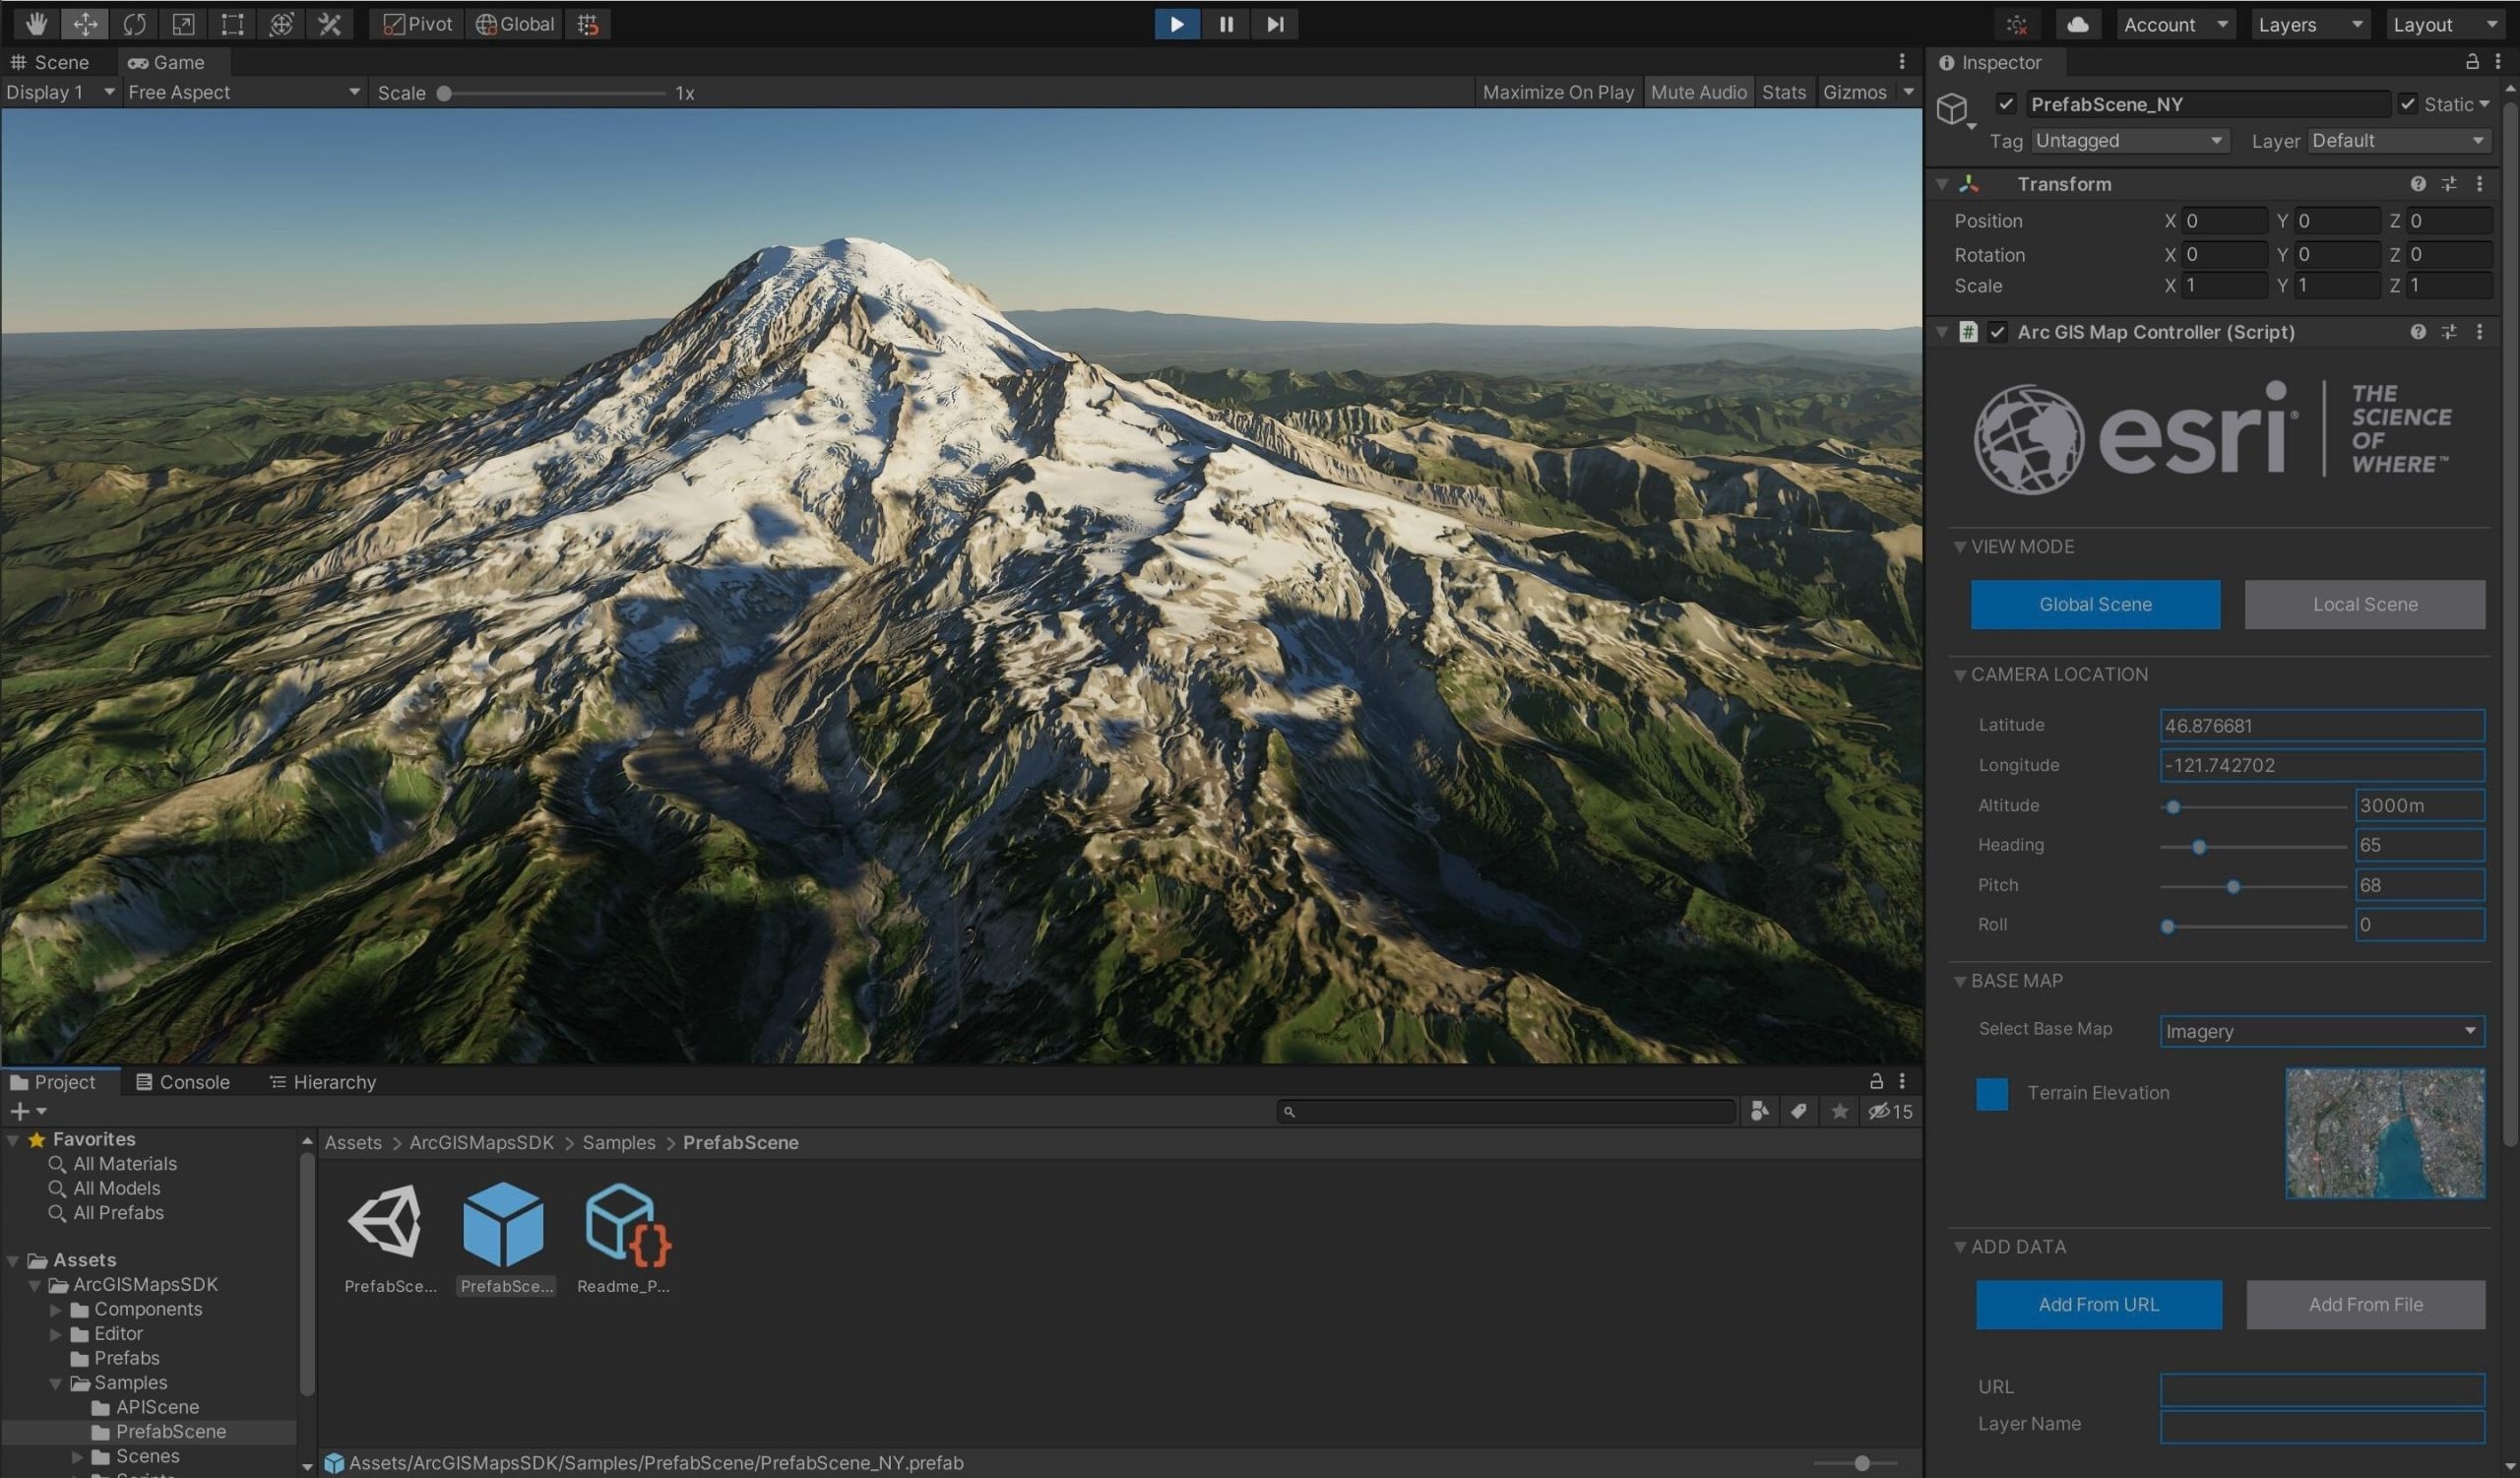 Pivot Global Account Layers Layout
Scene Game
Display 1 Free Aspect Scale 1x Maximize On Play Mute Audio Stats Gizmos
Inspector
PrefabScene_NY Static
Tag Untagged Layer Default
Transform
Position X 0 Y 0 Z 0
Rotation X 0 Y 0 Z 0
Scale X 1 Y 1 Z 1
# Arc GIS Map Controller (Script)
esri
THE
SCIENCE
OF
WHERE™
VIEW MODE
Global Scene Local Scene
CAMERA LOCATION
Latitude 46.876681
Longitude -121.742702
Altitude 3000m
Heading 65
Pitch 68
Roll 0
BASE MAP
Select Base Map Imagery
Terrain Elevation
ADD DATA
Add From URL Add From File
URL
Layer Name
Project Console Hierarchy
15
Favorites
All Materials
All Models
All Prefabs
Assets
ArcGISMapsSDK
Components
Editor
Prefabs
Samples
APIScene
PrefabScene
Scenes
Assets > ArcGISMapsSDK > Samples > PrefabScene
PrefabSce... PrefabSce... Readme_P...
Assets/ArcGISMapsSDK/Samples/PrefabScene/PrefabScene_NY.prefab